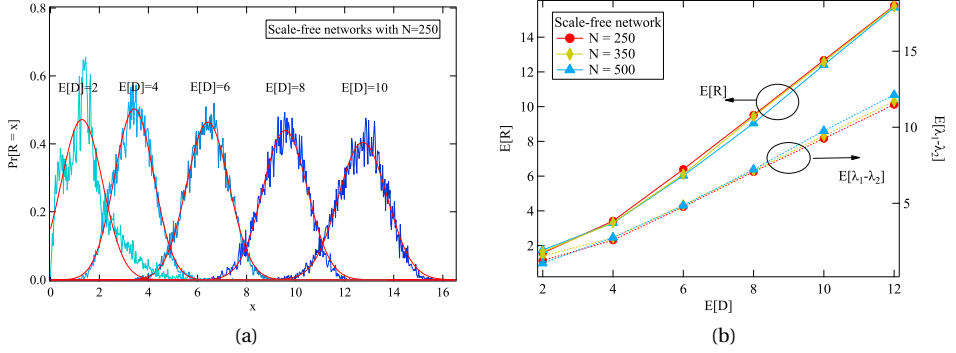 Scale-free networks with N=250
E[D]=2 E[D]=4 E[D]=6 E[D]=8 E[D]=10
Pr[R = x]
0.8
0.6
0.4
0.2
0.0
0 2 4 6 8 10 12 14 16
x
(a)
Scale-free network
N = 250
N = 350
N = 500
E[R]
E[λ₁-λ₂]
E[R]
16
14
12
10
8
6
4
2
15
10
5
E[λ₁-λ₂]
2 4 6 8 10 12
E[D]
(b)